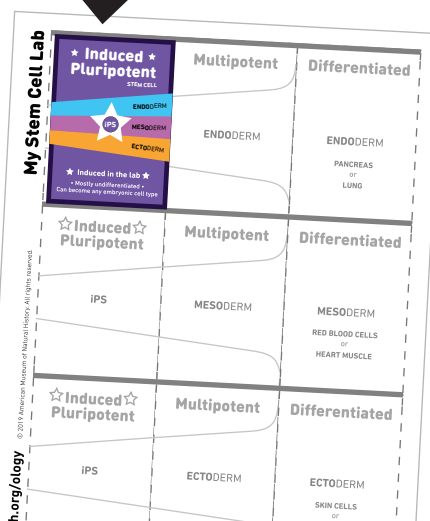 My Stem Cell Lab
★ Induced ★
Pluripotent
STEM CELL
ENDODERM
iPS
MESODERM
ECTODERM
★ Induced in the lab ★
• Mostly undifferentiated •
Can become any embryonic cell type
Multipotent
ENDODERM
Differentiated
ENDODERM
PANCREAS
or
LUNG
☆Induced☆
Pluripotent
iPS
Multipotent
MESODERM
Differentiated
MESODERM
RED BLOOD CELLS
or
HEART MUSCLE
© 2019 American Museum of Natural History. All rights reserved.
☆Induced☆
Pluripotent
iPS
Multipotent
ECTODERM
Differentiated
ECTODERM
SKIN CELLS
or
h.org/ology